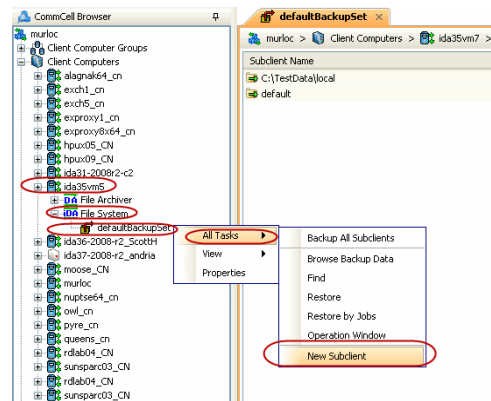 CommCell Browser
murloc
Client Computer Groups
Client Computers
alagnak64_cn
exch1_cn
exch5_cn
exproxy1_cn
exproxy8x64_cn
hpux05_CN
hpux09_CN
ida31-2008r2-c2
ida35vm5
DA File Archiver
iDA File System
defaultBackupSet
ida36-2008-r2_ScottH
ida37-2008-r2_andria
moose_CN
murloc
nuptse64_cn
owl_cn
pyre_cn
queens_cn
rdlab04_CN
sunsparc03_CN
rdlab04_CN
sunsparc03_CN
defaultBackupSet
murloc > Client Computers > ida35vm7 >
Subclient Name
C:\TestData\local
default
All Tasks
View
Properties
Backup All Subclients
Browse Backup Data
Find
Restore
Restore by Jobs
Operation Window
New Subclient